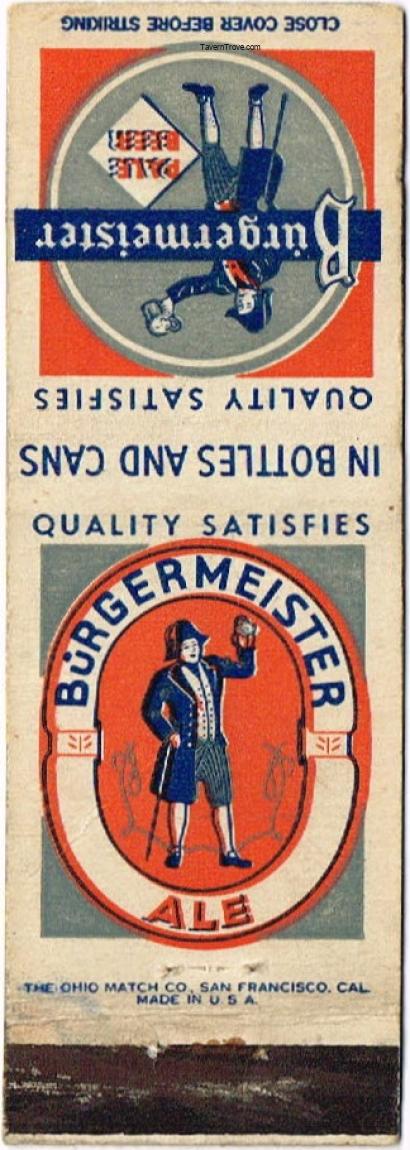 CLOSE COVER BEFORE STRIKING
TavernTrove.com
PALE
BEER
Bürgermeister
QUALITY SATISFIES
IN BOTTLES AND CANS
QUALITY SATISFIES
BÜRGERMEISTER
ALE
THE OHIO MATCH CO., SAN FRANCISCO, CAL.
MADE IN U S A.